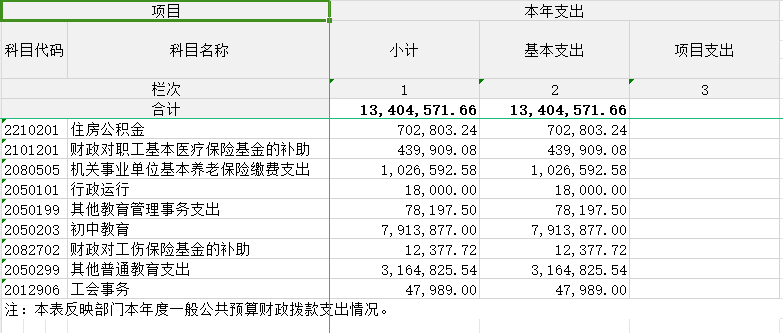 项目 本年支出
科目代码 科目名称 小计 基本支出 项目支出
栏次 1 2 3
合计 13,404,571.66 13,404,571.66
2210201 住房公积金 702,803.24 702,803.24
2101201 财政对职工基本医疗保险基金的补助 439,909.08 439,909.08
2080505 机关事业单位基本养老保险缴费支出 1,026,592.58 1,026,592.58
2050101 行政运行 18,000.00 18,000.00
2050199 其他教育管理事务支出 78,197.50 78,197.50
2050203 初中教育 7,913,877.00 7,913,877.00
2082702 财政对工伤保险基金的补助 12,377.72 12,377.72
2050299 其他普通教育支出 3,164,825.54 3,164,825.54
2012906 工会事务 47,989.00 47,989.00
注：本表反映部门本年度一般公共预算财政拨款支出情况。